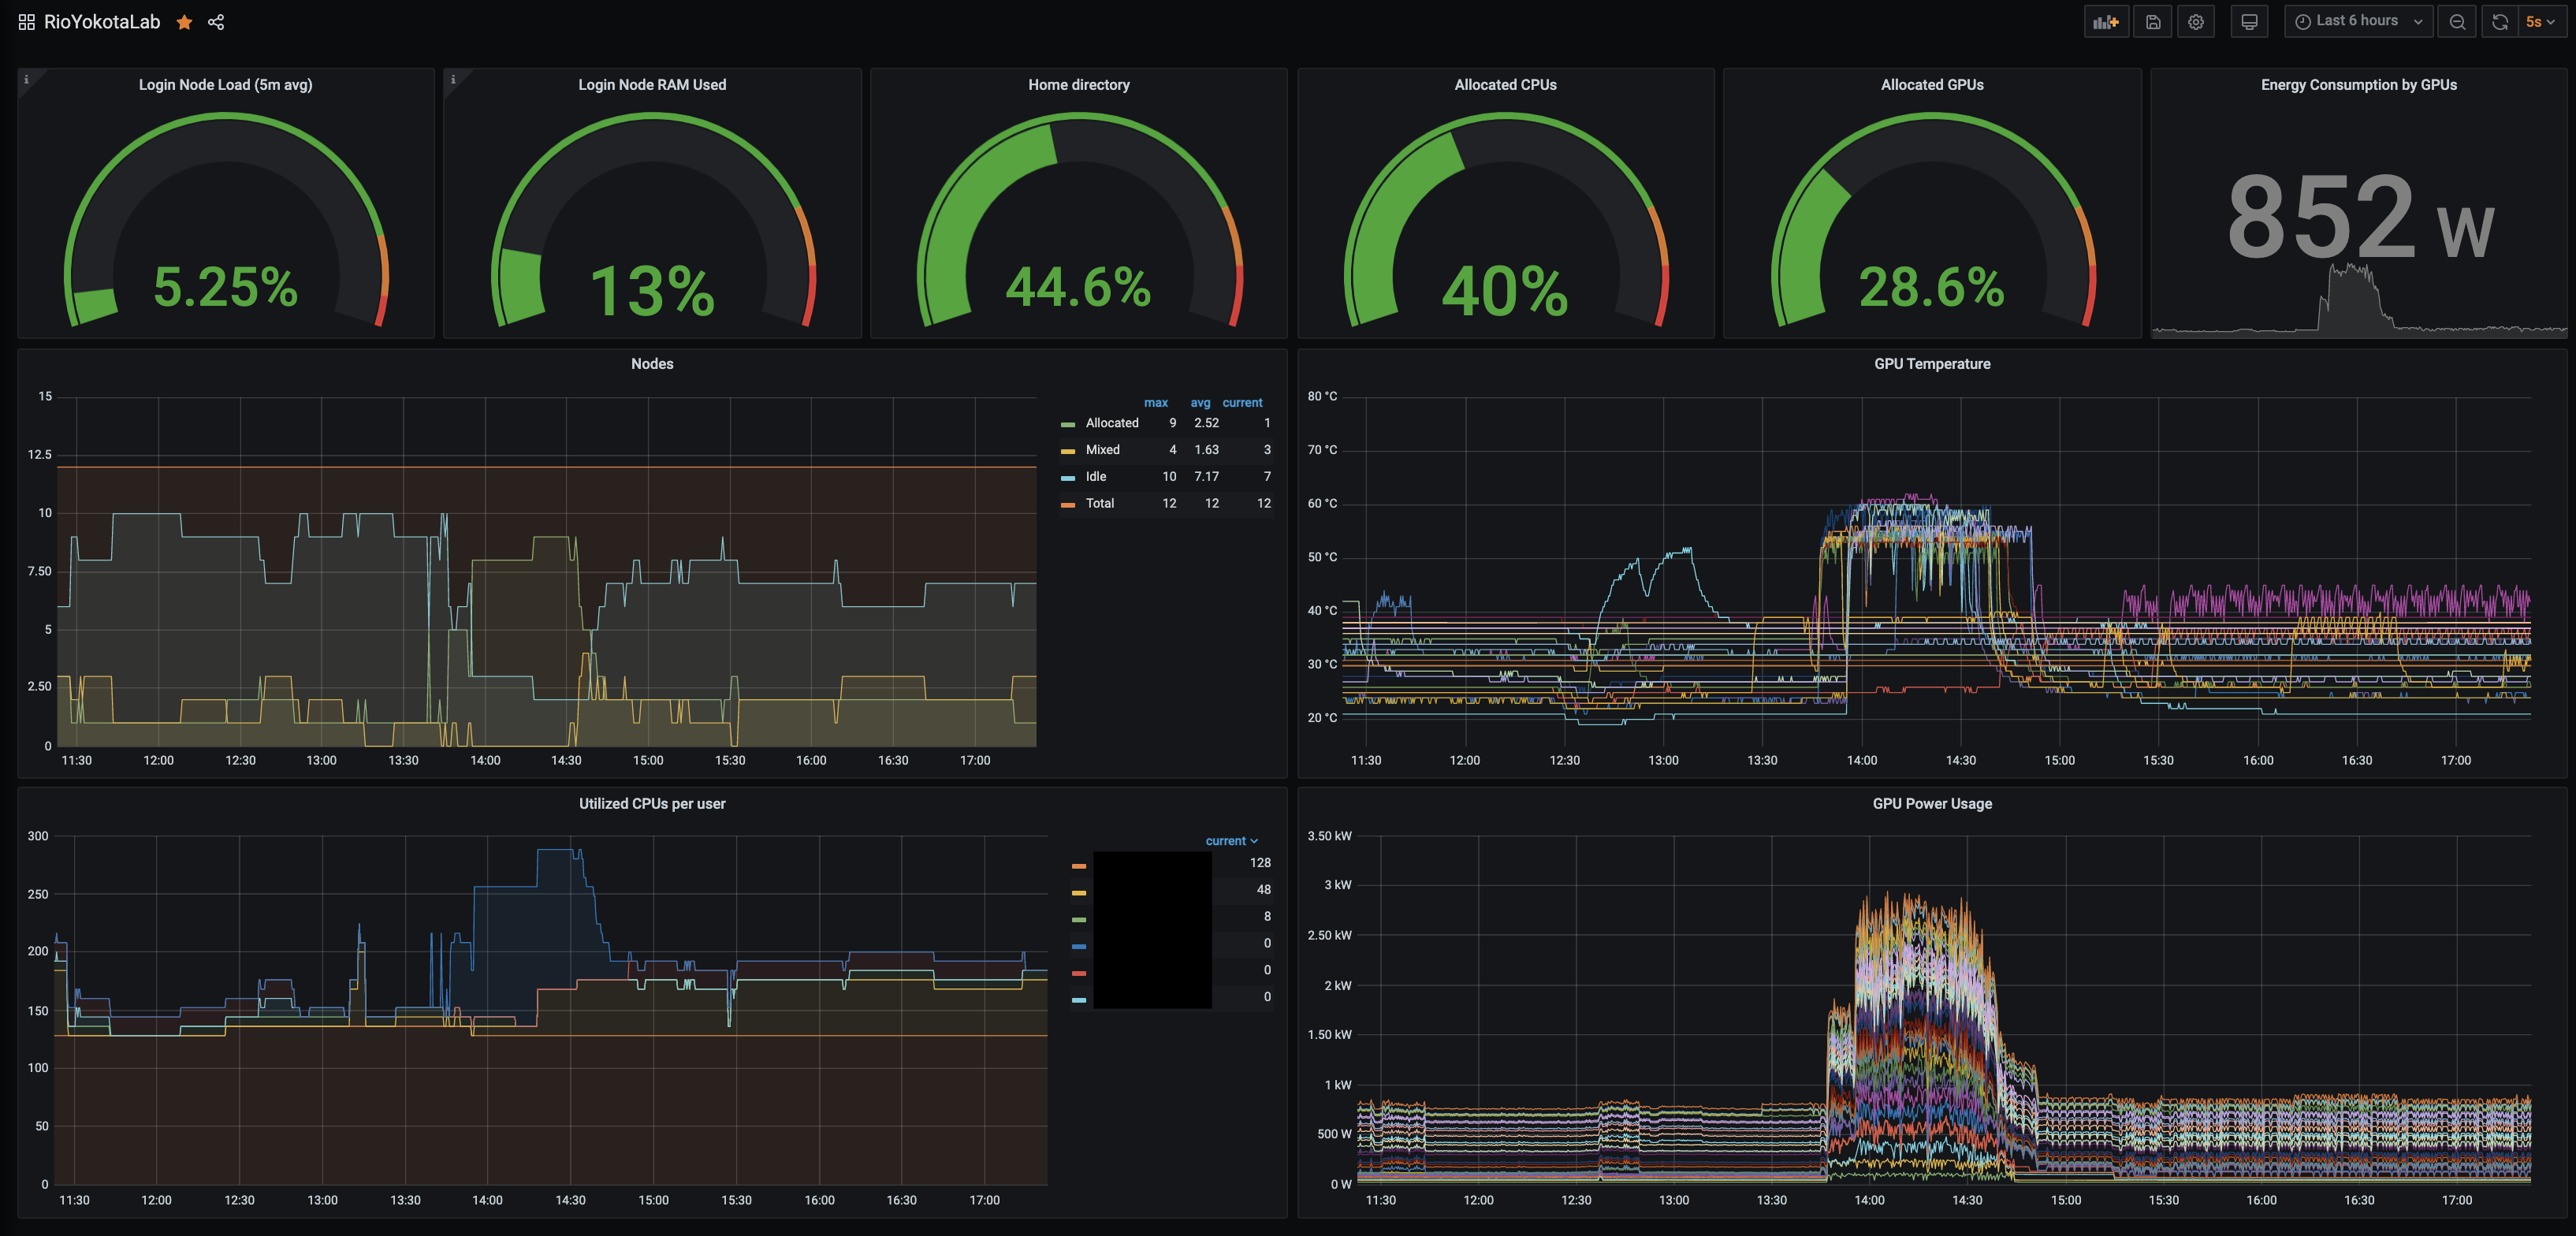 RioYokotaLab
Last 6 hours
5s
Login Node Load (5m avg)
5.25%
Login Node RAM Used
13%
Home directory
44.6%
Allocated CPUs
40%
Allocated GPUs
28.6%
Energy Consumption by GPUs
852 W
Nodes
15
12.5
10
7.50
5
2.50
0
11:30 12:00 12:30 13:00 13:30 14:00 14:30 15:00 15:30 16:00 16:30 17:00
max avg current
Allocated 9 2.52 1
Mixed 4 1.63 3
Idle 10 7.17 7
Total 12 12 12
GPU Temperature
80 °C
70 °C
60 °C
50 °C
40 °C
30 °C
20 °C
11:30 12:00 12:30 13:00 13:30 14:00 14:30 15:00 15:30 16:00 16:30 17:00
Utilized CPUs per user
300
250
200
150
100
50
0
11:30 12:00 12:30 13:00 13:30 14:00 14:30 15:00 15:30 16:00 16:30 17:00
current
128
48
8
0
0
0
GPU Power Usage
3.50 kW
3 kW
2.50 kW
2 kW
1.50 kW
1 kW
500 W
0 W
11:30 12:00 12:30 13:00 13:30 14:00 14:30 15:00 15:30 16:00 16:30 17:00